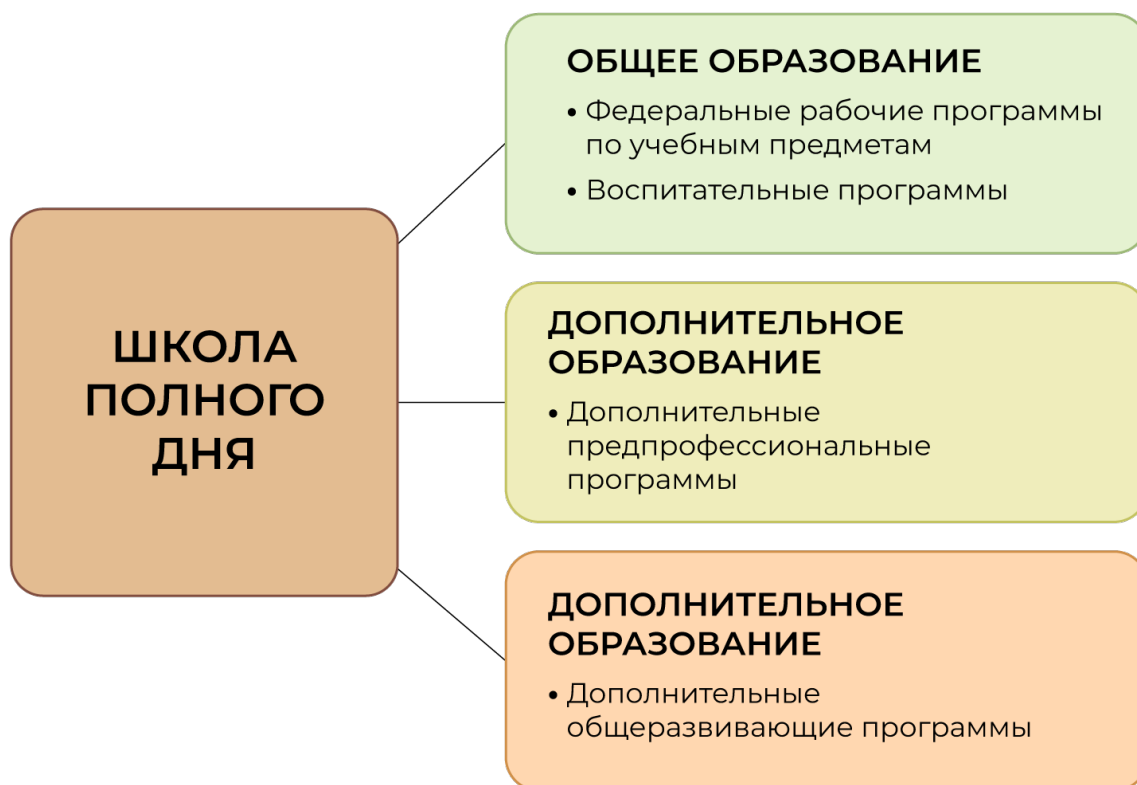 ШКОЛА
ПОЛНОГО
ДНЯ
ОБЩЕЕ ОБРАЗОВАНИЕ
• Федеральные рабочие программы
по учебным предметам
• Воспитательные программы
ДОПОЛНИТЕЛЬНОЕ
ОБРАЗОВАНИЕ
• Дополнительные
предпрофессиональные
программы
ДОПОЛНИТЕЛЬНОЕ
ОБРАЗОВАНИЕ
• Дополнительные
общеразвивающие программы